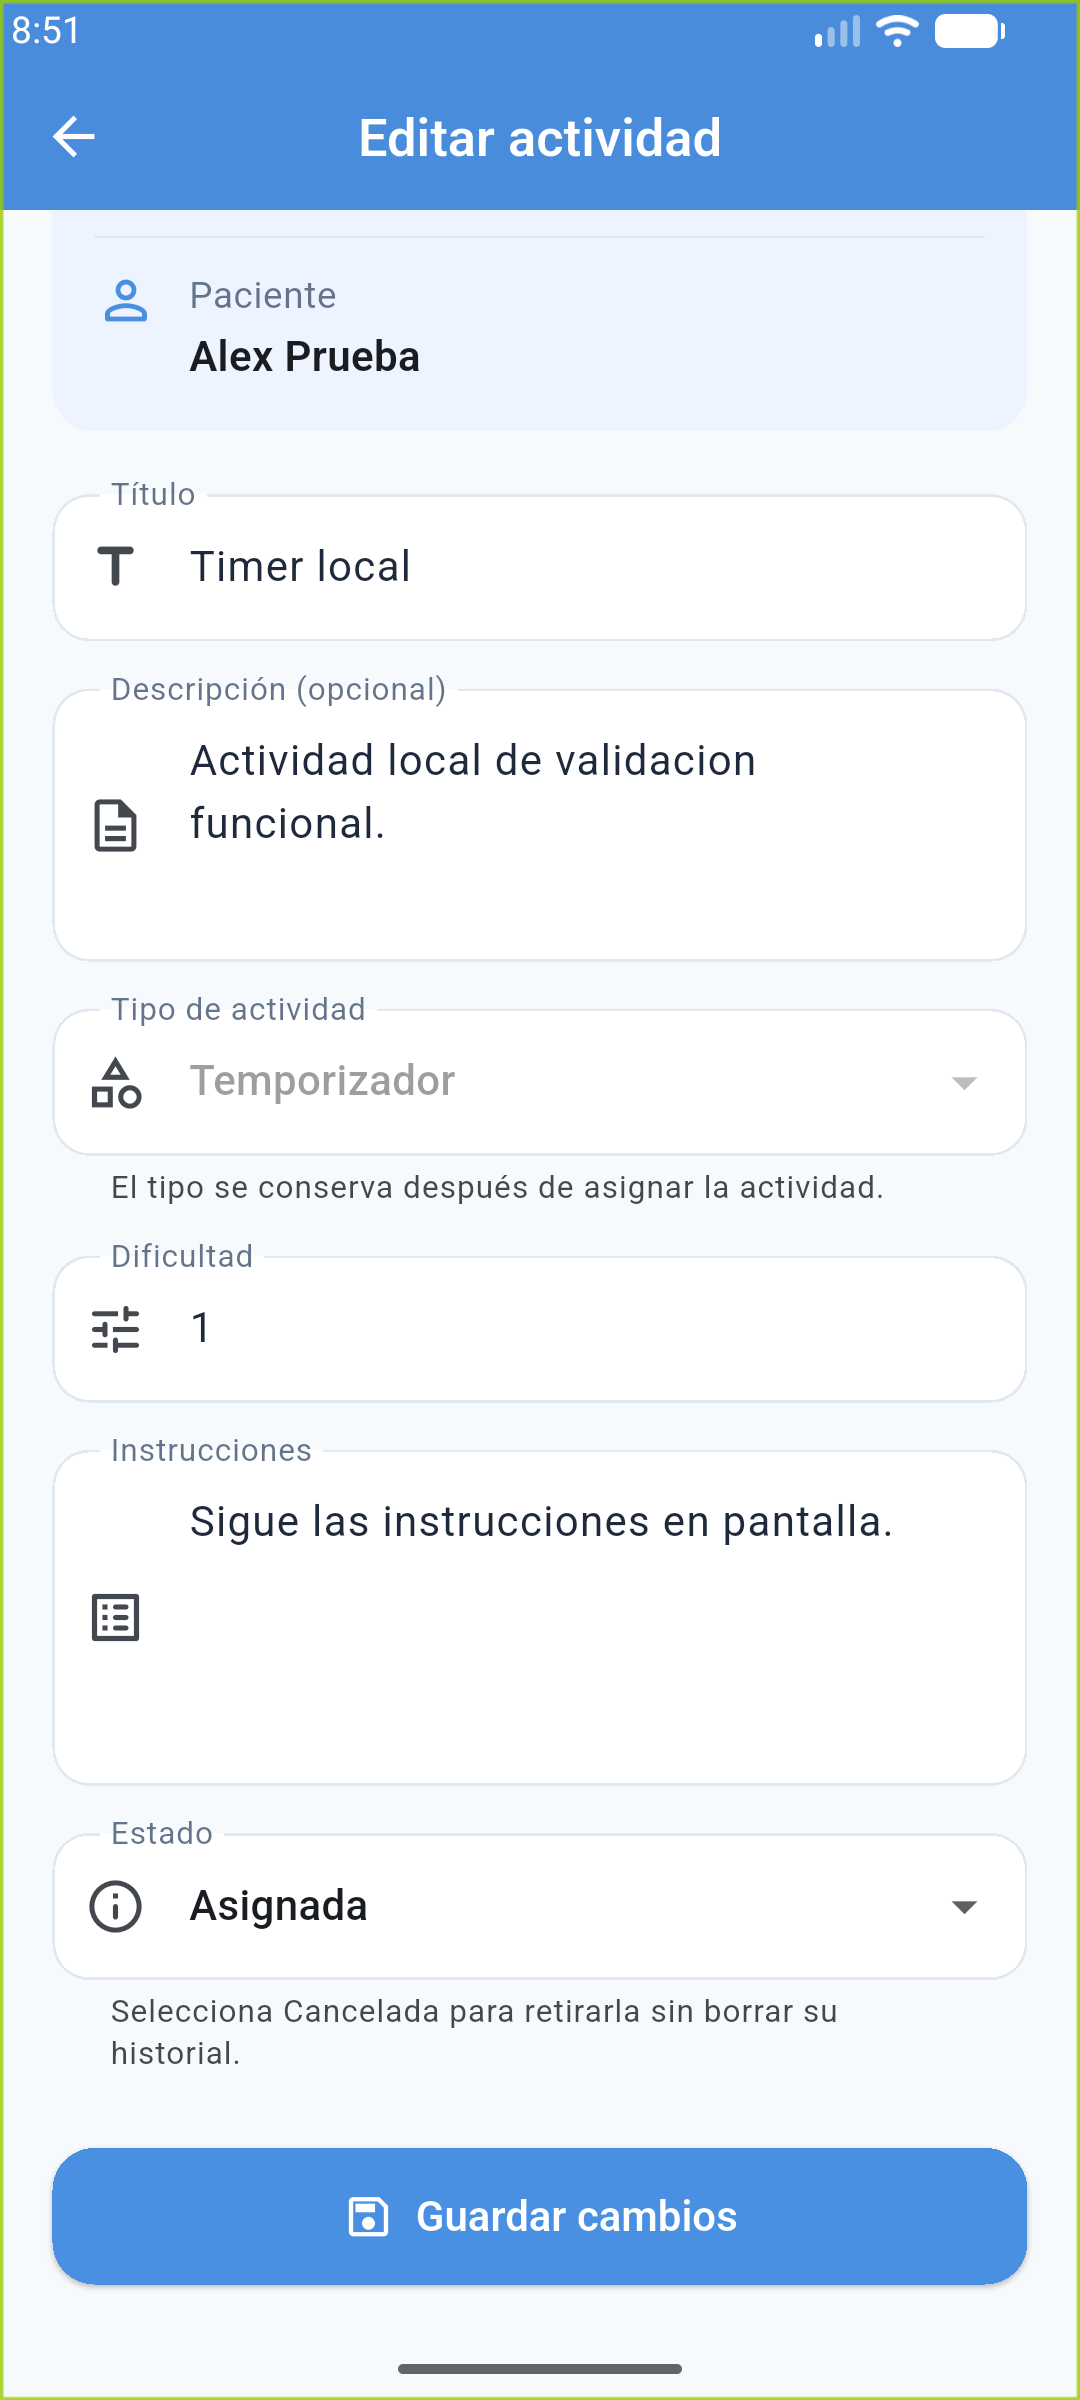 8:51
Editar actividad
Paciente
Alex Prueba
Título
Timer local
Descripción (opcional)
Actividad local de validacion
funcional.
Tipo de actividad
Temporizador
El tipo se conserva después de asignar la actividad.
Dificultad
1
Instrucciones
Sigue las instrucciones en pantalla.
Estado
Asignada
Selecciona Cancelada para retirarla sin borrar su
historial.
Guardar cambios